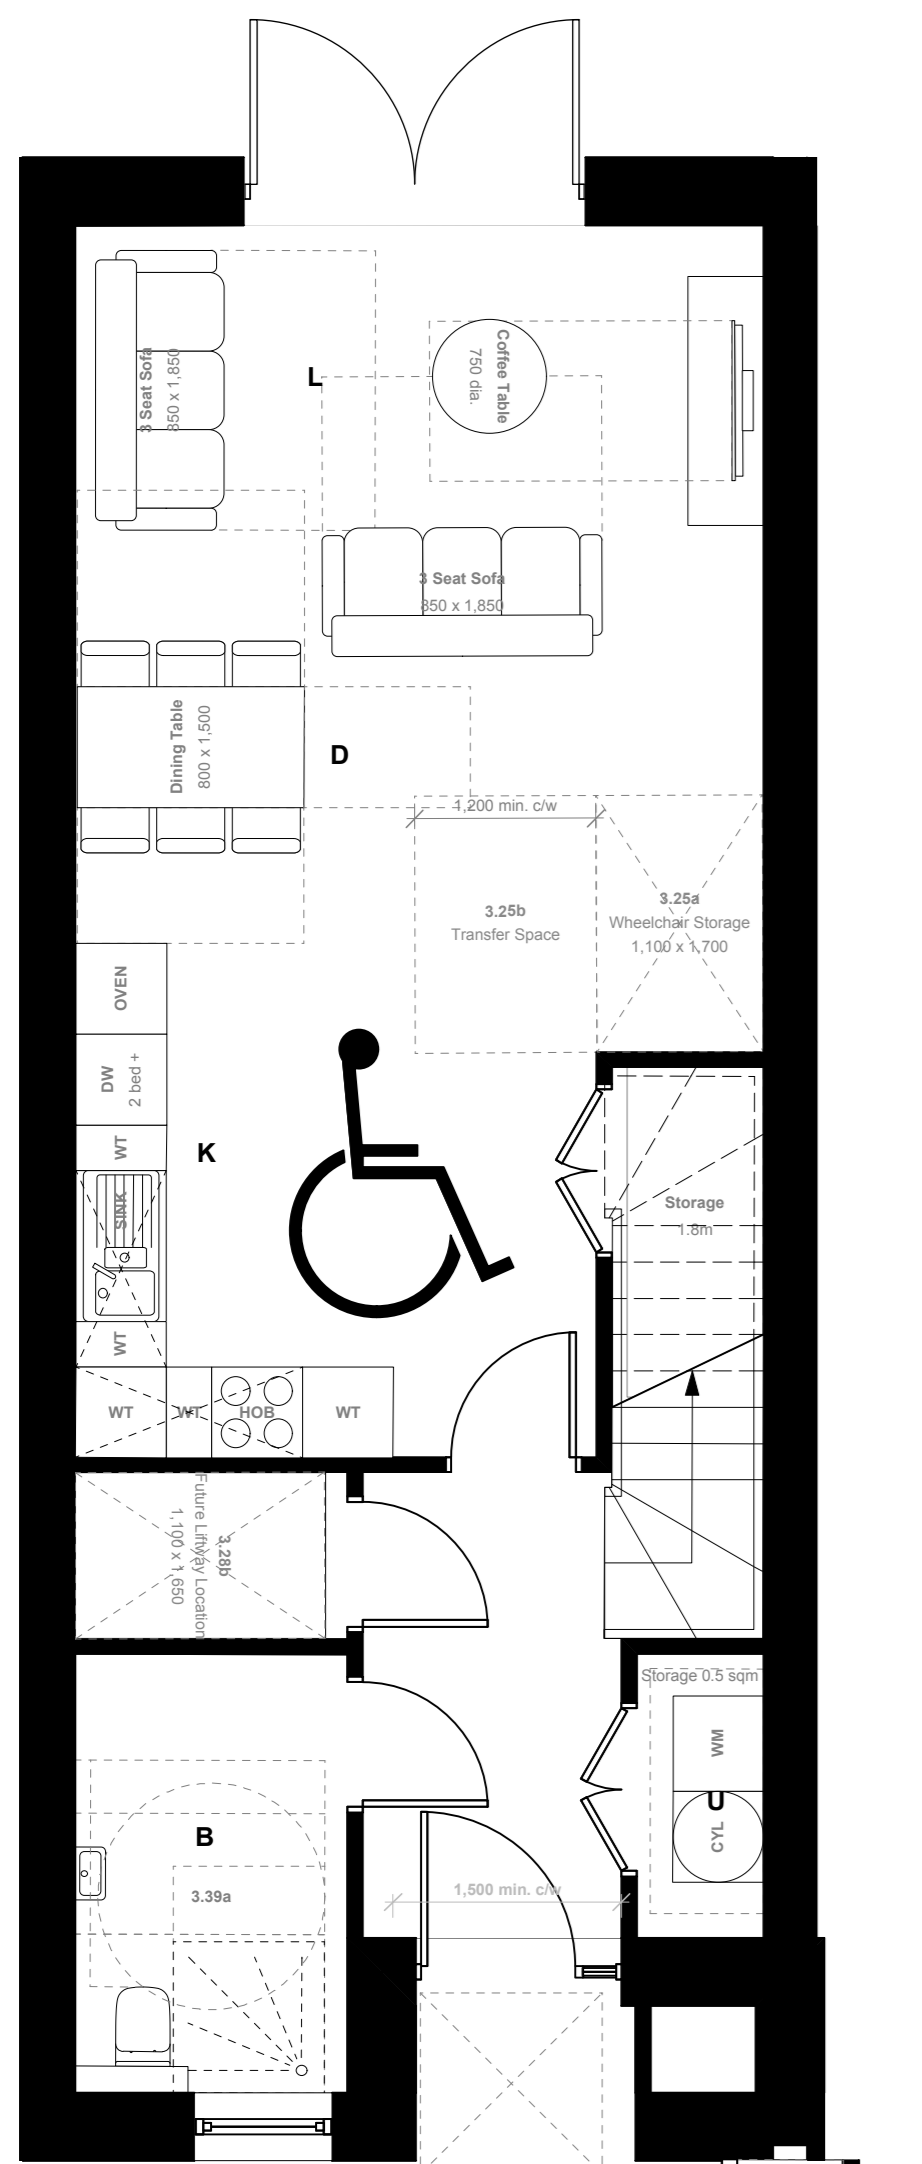 Coffee Table
750 dia.
L
3 Seat Sofa
850 x 1,850
3 Seat Sofa
850 x 1,850
Dining Table
800 x 1,500
D
1,200 min. c/w
3.25b
Transfer Space
3.25a
Wheelchair Storage
1,100 x 1,700
OVEN
DW
2 bed +
WT
K
SINK
Storage
1.8m
WT
WT
WT
HOB
WT
3.28b
Future Liftway Location
1,100 x 1,650
Storage 0.5 sqm
WM
U
CYL
B
3.39a
1,500 min. c/w